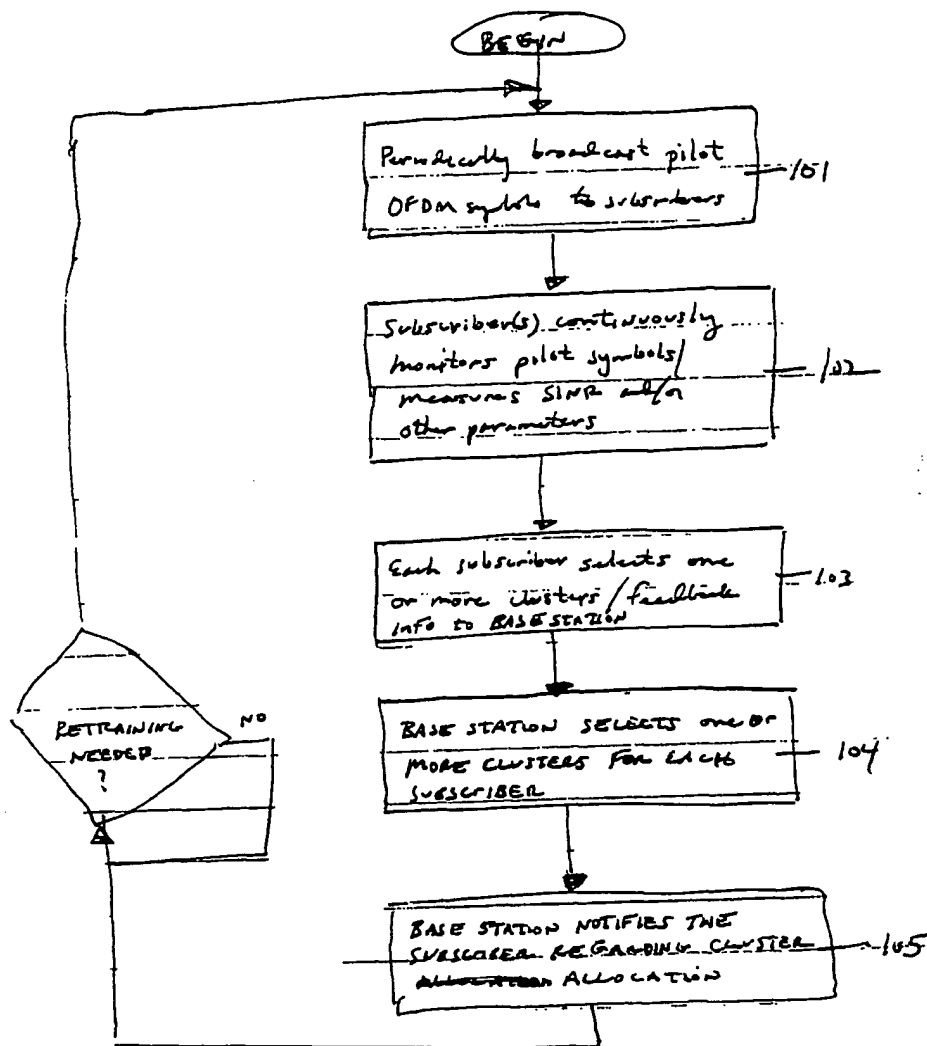 BEGIN
Periodically broadcast pilot
OFDM symbols to subscribers
101
Subscriber(s) continuously
monitors pilot symbols/
measures SINR and/or
other parameters
102
Each subscriber selects one
or more clusters/feedback
info to BASE STATION
103
BASE STATION SELECTS one or
MORE CLUSTERS FOR EACH
SUBSCRIBER
104
BASE STATION NOTIFIES THE
SUBSCRIBER REGRADING CLUSTER
ALLOCATION
105
RETRAINING
NEEDED
?
NO